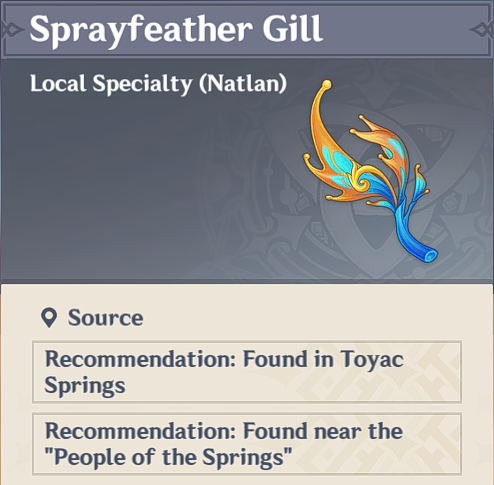 Sprayfeather Gill
Local Specialty (Natlan)
Source
Recommendation: Found in Toyac
Springs
Recommendation: Found near the
"People of the Springs"